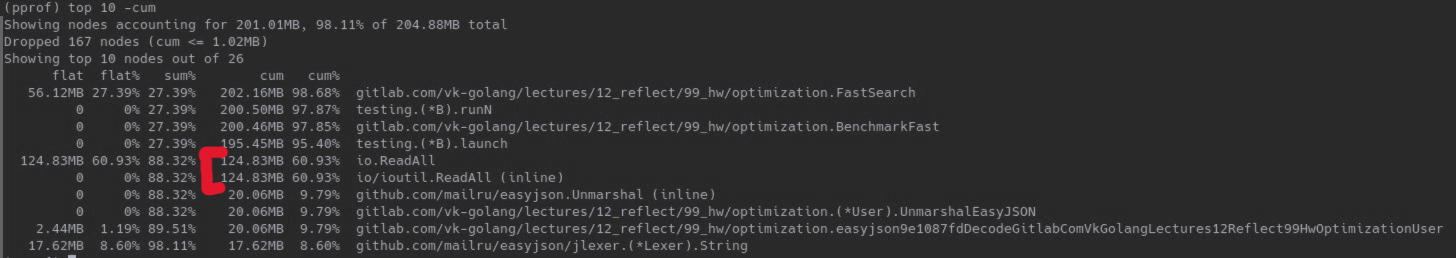 (pprof) top 10 -cum
Showing nodes accounting for 201.01MB, 98.11% of 204.88MB total
Dropped 167 nodes (cum <= 1.02MB)
Showing top 10 nodes out of 26
flat flat% sum% cum cum%
56.12MB 27.39% 27.39% 202.16MB 98.68% gitlab.com/vk-golang/lectures/12_reflect/99_hw/optimization.FastSearch
0 0% 27.39% 200.50MB 97.87% testing.(*B).runN
0 0% 27.39% 200.46MB 97.85% gitlab.com/vk-golang/lectures/12_reflect/99_hw/optimization.BenchmarkFast
0 0% 27.39% 195.45MB 95.40% testing.(*B).launch
124.83MB 60.93% 88.32% 124.83MB 60.93% io.ReadAll
0 0% 88.32% 124.83MB 60.93% io/ioutil.ReadAll (inline)
0 0% 88.32% 20.06MB 9.79% github.com/mailru/easyjson.Unmarshal (inline)
0 0% 88.32% 20.06MB 9.79% gitlab.com/vk-golang/lectures/12_reflect/99_hw/optimization.(*User).UnmarshalEasyJSON
2.44MB 1.19% 89.51% 20.06MB 9.79% gitlab.com/vk-golang/lectures/12_reflect/99_hw/optimization.easyjson9e1087fdDecodeGitlabComVkGolangLectures12Reflect99HwOptimizationUser
17.62MB 8.60% 98.11% 17.62MB 8.60% github.com/mailru/easyjson/jlexer.(*Lexer).String